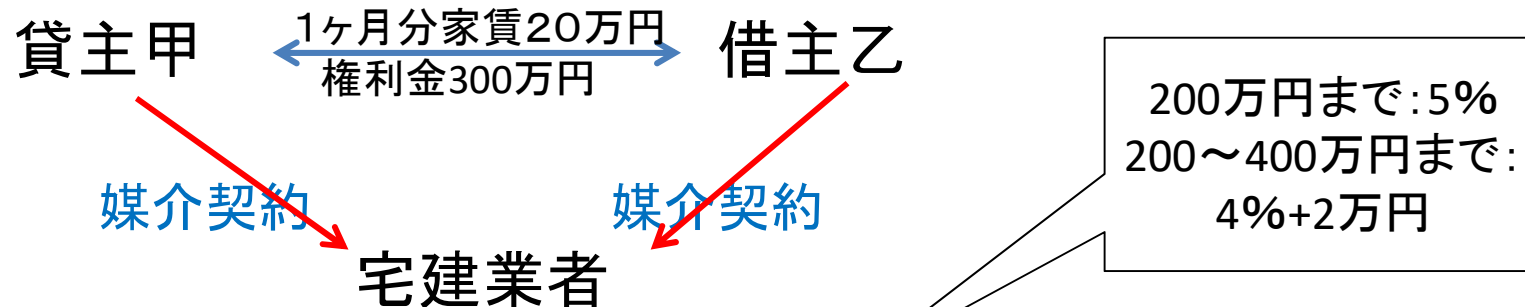 貸主甲
1ヶ月分家賃20万円
権利金300万円
借主乙
200万円まで:5%
200～400万円まで:
4%+2万円
媒介契約
媒介契約
宅建業者